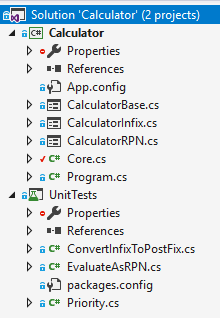 Solution 'Calculator' (2 projects)
C# Calculator
Properties
References
App.config
CalculatorBase.cs
CalculatorInfix.cs
CalculatorRPN.cs
C# Core.cs
C# Program.cs
UnitTests
Properties
References
C# ConvertInfixToPostFix.cs
C# EvaluateAsRPN.cs
packages.config
C# Priority.cs